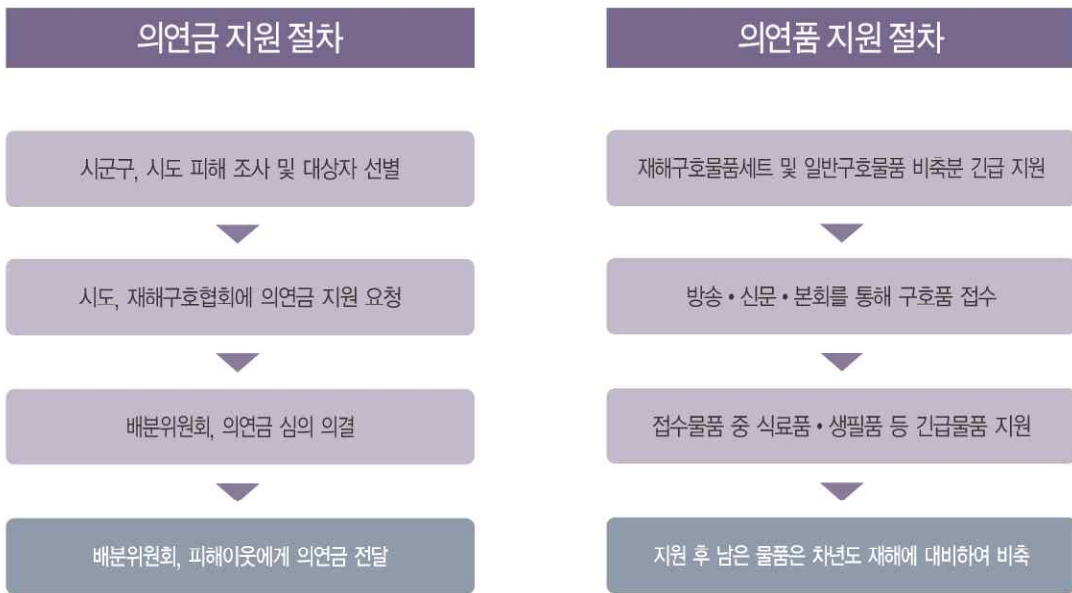 의연금 지원 절차
시군구, 시도 피해 조사 및 대상자 선별
시도, 재해구호협회에 의연금 지원 요청
배분위원회, 의연금 심의 의결
배분위원회, 피해이웃에게 의연금 전달
의연품 지원 절차
재해구호물품세트 및 일반구호물품 비축분 긴급 지원
방송•신문•본회를 통해 구호품 접수
접수물품 중 식료품•생필품 등 긴급물품 지원
지원 후 남은 물품은 차년도 재해에 대비하여 비축